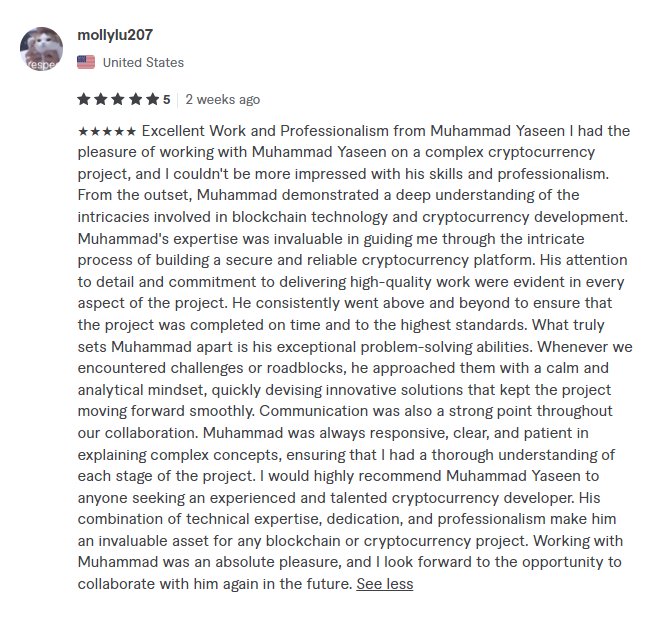 respe
mollylu207
United States
5 2 weeks ago
★★★★★ Excellent Work and Professionalism from Muhammad Yaseen I had the
pleasure of working with Muhammad Yaseen on a complex cryptocurrency
project, and I couldn't be more impressed with his skills and professionalism.
From the outset, Muhammad demonstrated a deep understanding of the
intricacies involved in blockchain technology and cryptocurrency development.
Muhammad's expertise was invaluable in guiding me through the intricate
process of building a secure and reliable cryptocurrency platform. His attention
to detail and commitment to delivering high-quality work were evident in every
aspect of the project. He consistently went above and beyond to ensure that
the project was completed on time and to the highest standards. What truly
sets Muhammad apart is his exceptional problem-solving abilities. Whenever we
encountered challenges or roadblocks, he approached them with a calm and
analytical mindset, quickly devising innovative solutions that kept the project
moving forward smoothly. Communication was also a strong point throughout
our collaboration. Muhammad was always responsive, clear, and patient in
explaining complex concepts, ensuring that I had a thorough understanding of
each stage of the project. I would highly recommend Muhammad Yaseen to
anyone seeking an experienced and talented cryptocurrency developer. His
combination of technical expertise, dedication, and professionalism make him
an invaluable asset for any blockchain or cryptocurrency project. Working with
Muhammad was an absolute pleasure, and I look forward to the opportunity to
collaborate with him again in the future. See less